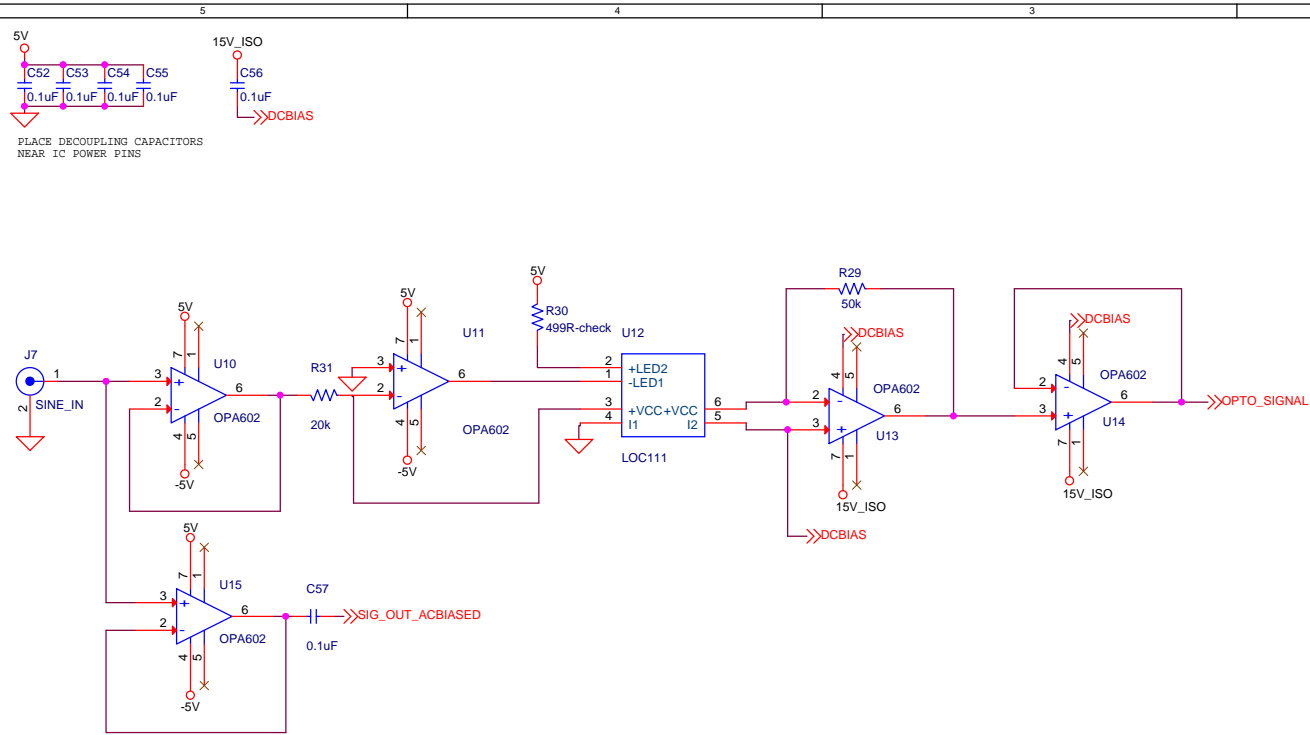 5 4 3
5V
C52 C53 C54 C55
0.1uF 0.1uF 0.1uF 0.1uF
15V_ISO
C56
0.1uF
DCBIAS
PLACE DECOUPLING CAPACITORS
NEAR IC POWER PINS
J7
1
2
SINE_IN
5V
7 1
U10
3
+
2
-
6
OPA602
4 5
-5V
R31
20k
5V
7 1
U11
3
+
2
-
6
OPA602
4 5
-5V
5V
R30
499R-check
U12
2 +LED2
1 -LED1
3 +VCC +VCC 6
4 I1 I2 5
LOC111
R29
50k
DCBIAS
4 5
OPA602
2
-
3
+
6
U13
7 1
15V_ISO
DCBIAS
DCBIAS
4 5
OPA602
2
-
3
+
6
U14
7 1
15V_ISO
OPTO_SIGNAL
5V
7 1
U15
3
+
2
-
6
OPA602
4 5
-5V
C57
0.1uF
SIG_OUT_ACBIASED